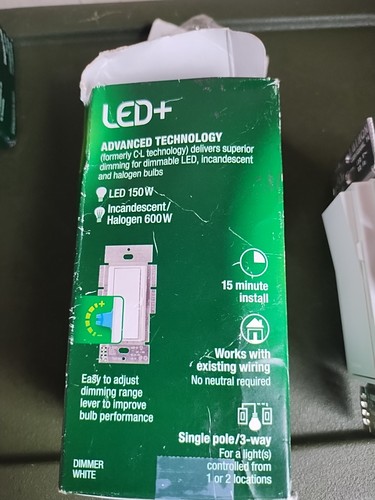 LED+
ADVANCED TECHNOLOGY
(formerly C•L technology) delivers superior
dimming for dimmable LED, incandescent
and halogen bulbs
LED 150W
Incandescent/
Halogen 600W
15 minute
install
+
-
Works with
existing wiring
No neutral required
Easy to adjust
dimming range
lever to improve
bulb performance
Single pole/3-way
For a light(s)
controlled from
1 or 2 locations
DIMMER
WHITE